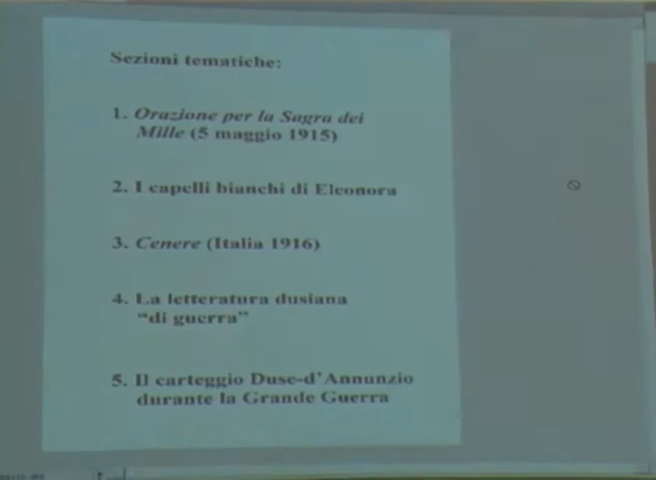 Sezioni tematiche:
1. Orazione per la Sagra dei
Mille (5 maggio 1915)
2. I capelli bianchi di Eleonora
3. Cenere (Italia 1916)
4. La letteratura dusiana
“di guerra”
5. Il carteggio Duse-d’Annunzio
durante la Grande Guerra